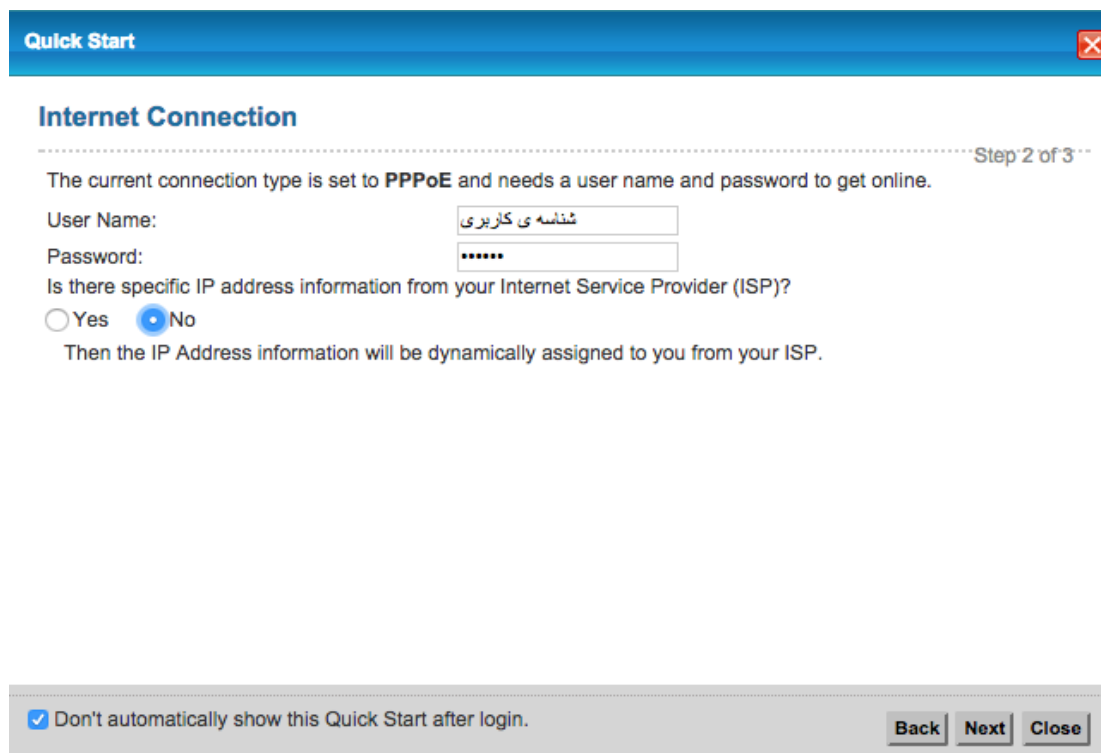 Quick Start
Internet Connection
Step 2 of 3
The current connection type is set to PPPoE and needs a user name and password to get online.
User Name: شناسه ی کاربری
Password: ••••••
Is there specific IP address information from your Internet Service Provider (ISP)?
Yes No
Then the IP Address information will be dynamically assigned to you from your ISP.
Don't automatically show this Quick Start after login.
Back Next Close